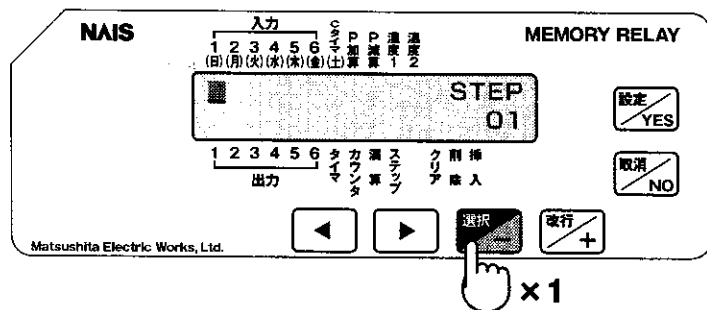 NAiS
入力
MEMORY RELAY
1 2 3 4 5 6 Cタイマ P加算 P減算 温度1 温度2
(日)(月)(火)(水)(木)(金)(土)
STEP
01
設定/YES
1 2 3 4 5 6 タイマ カウンタ 演算 ステップ クリア 削除 挿入
出力
取消/NO
◀ ▶ 選択/− 改行/+
Matsushita Electric Works, Ltd.
×1